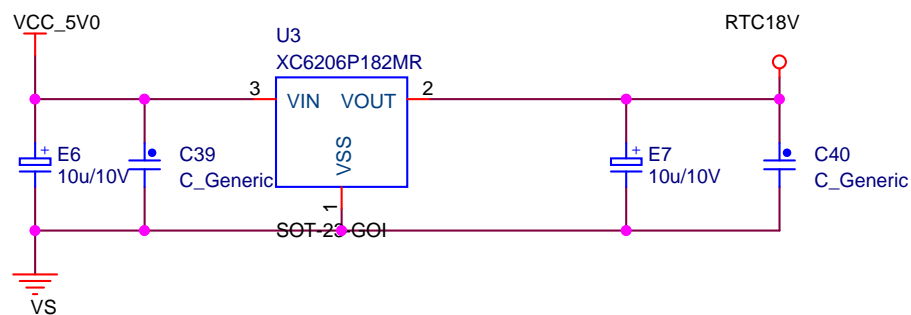 VCC_5V0
RTC18V
U3
XC6206P182MR
3
VIN
VOUT
2
VSS
1
+
E6
10u/10V
C39
C_Generic
+
E7
10u/10V
C40
C_Generic
SOT-23-GOI
VS